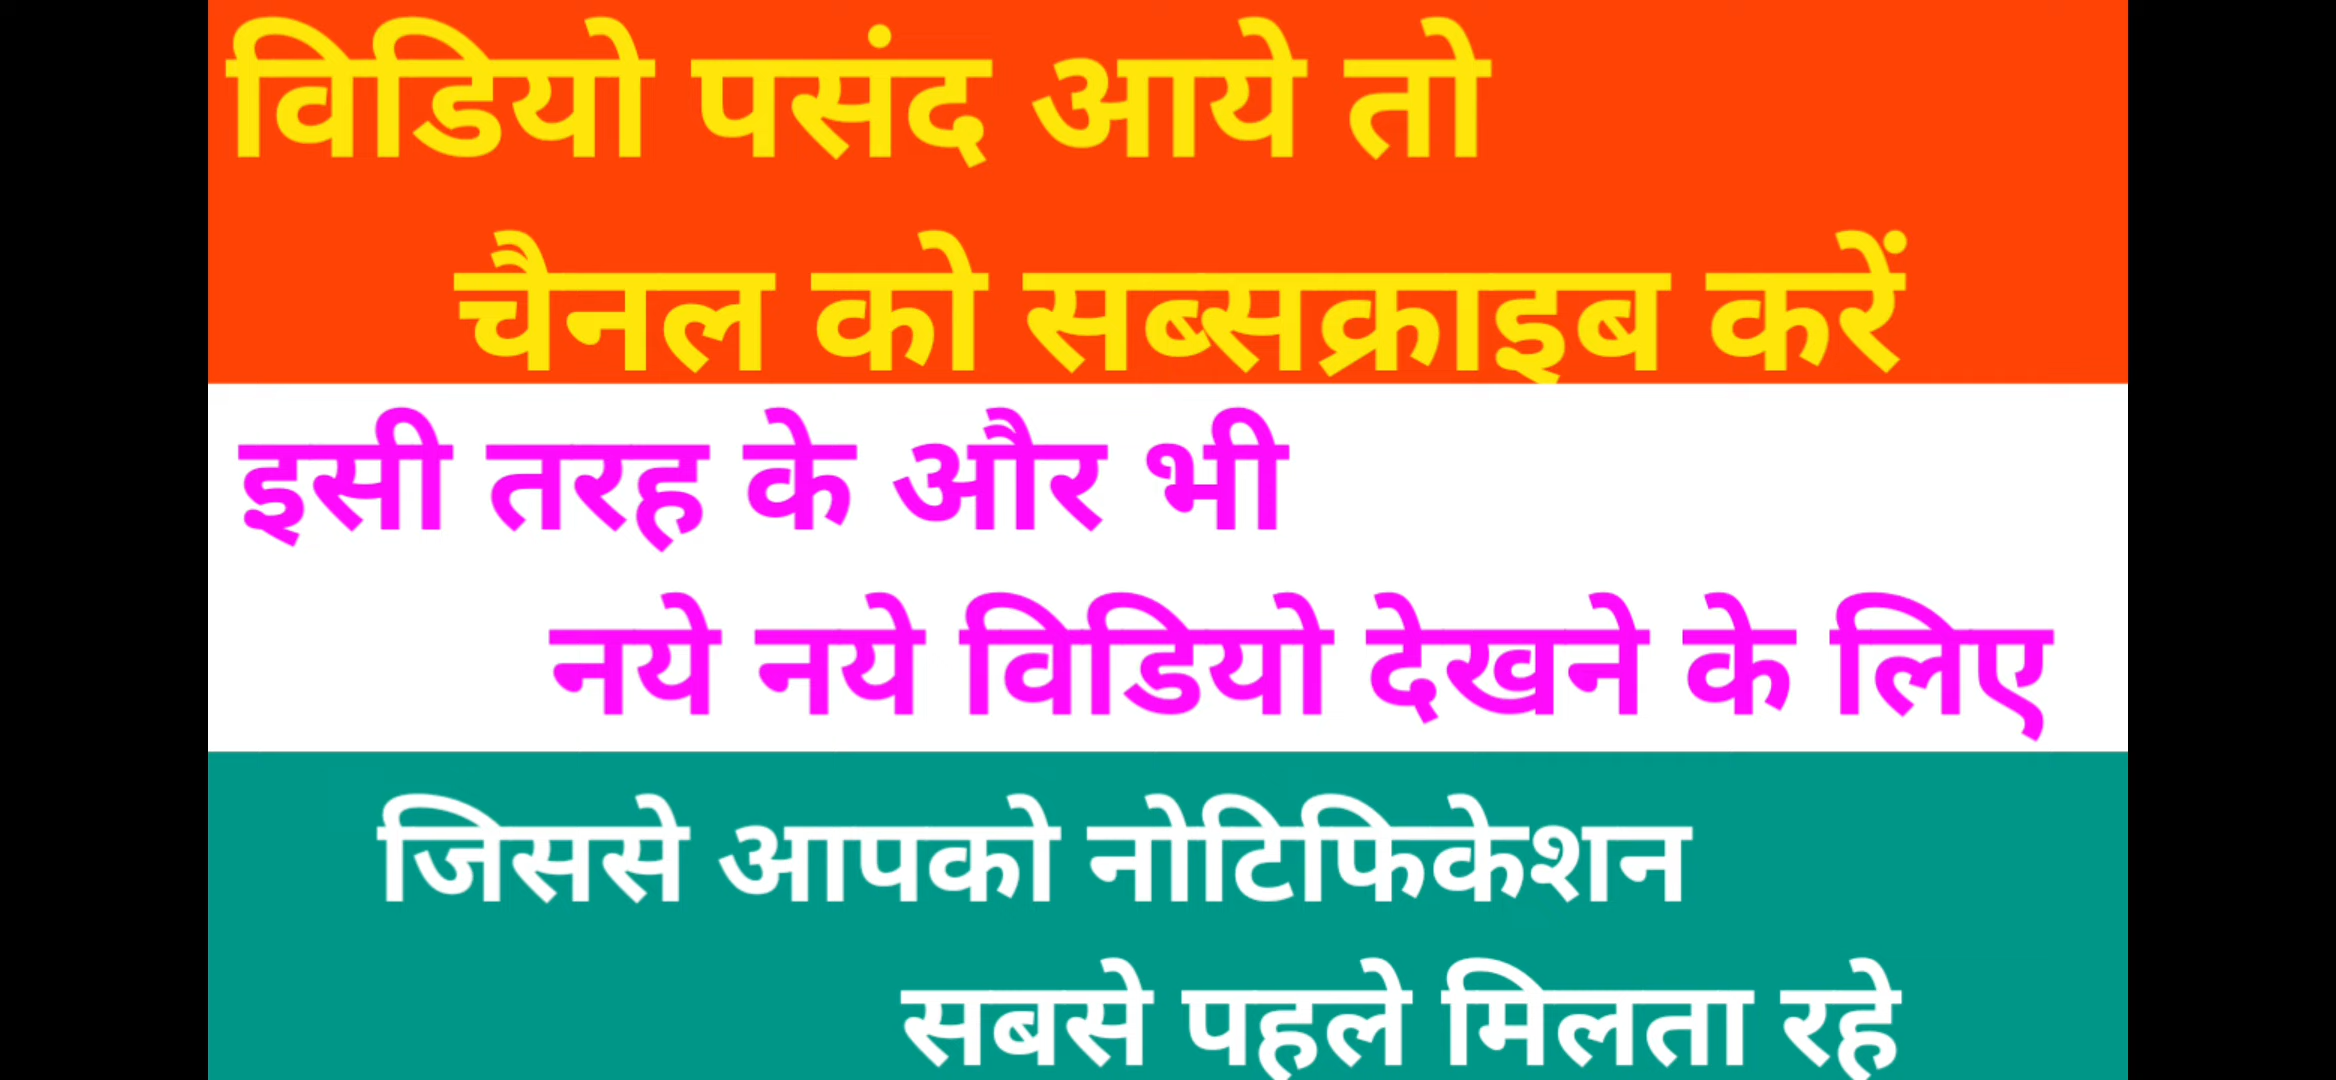 विडियो पसंद आये तो
चैनल को सब्सक्राइब करें
इसी तरह के और भी
नये नये विडियो देखने के लिए
जिससे आपको नोटिफिकेशन
सबसे पहले मिलता रहे